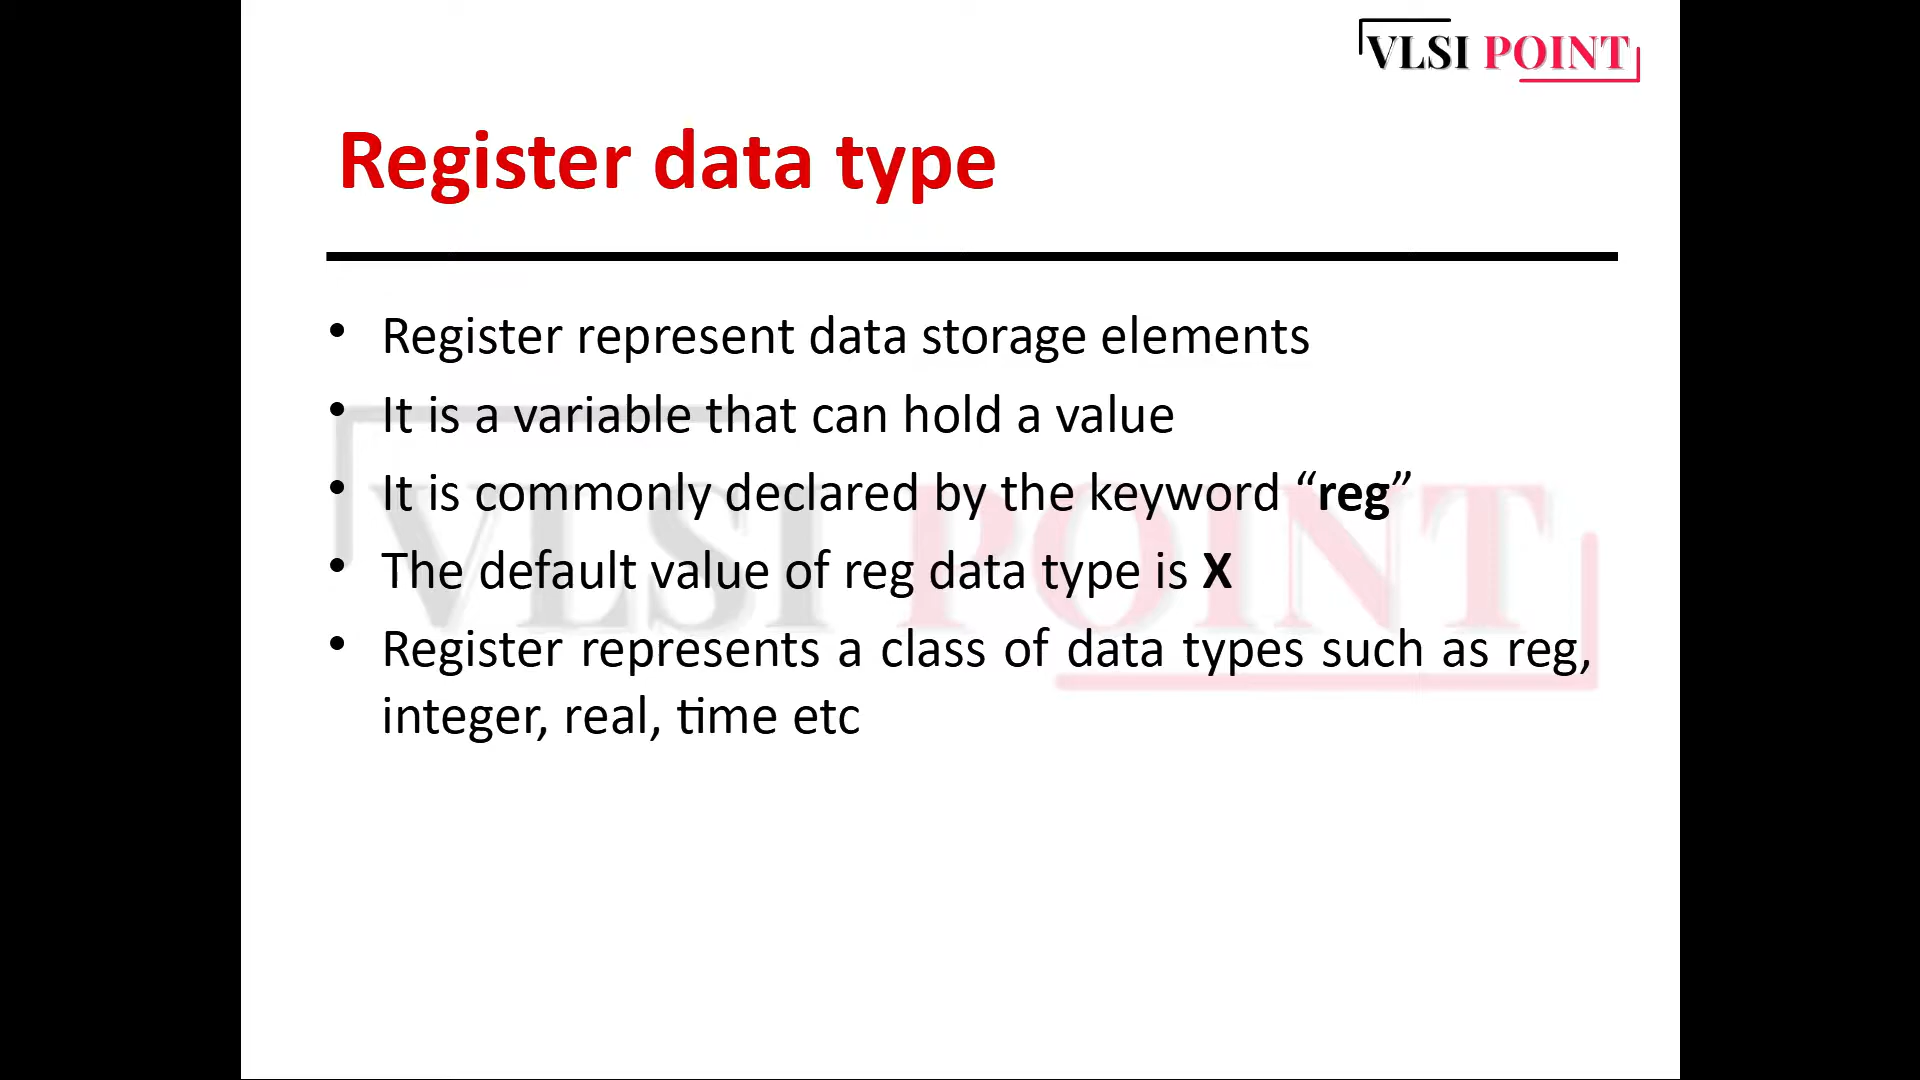 VLSI POINT
Register data type
• Register represent data storage elements
• It is a variable that can hold a value
• It is commonly declared by the keyword “reg”
• The default value of reg data type is X
• Register represents a class of data types such as reg,
integer, real, time etc
VLSI POINT